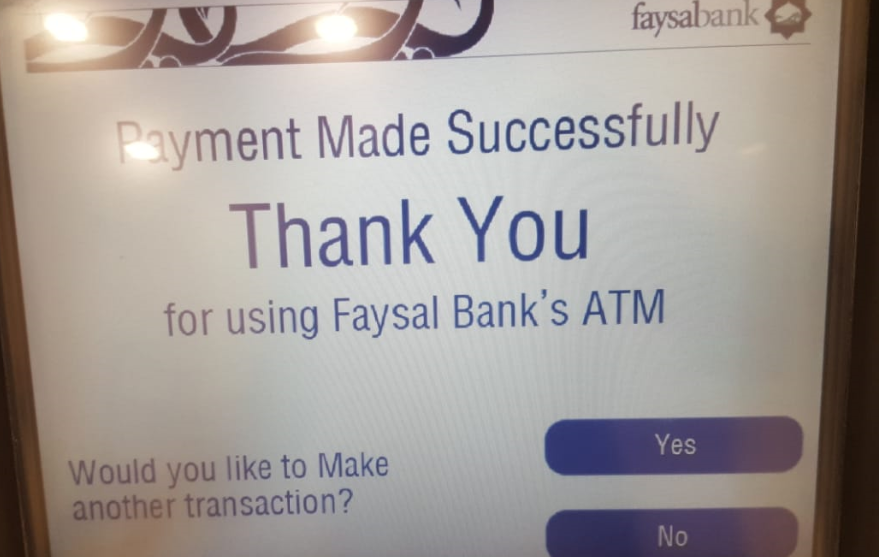 faysabank
Payment Made Successfully
Thank You
for using Faysal Bank's ATM
Would you like to Make
another transaction?
Yes
No